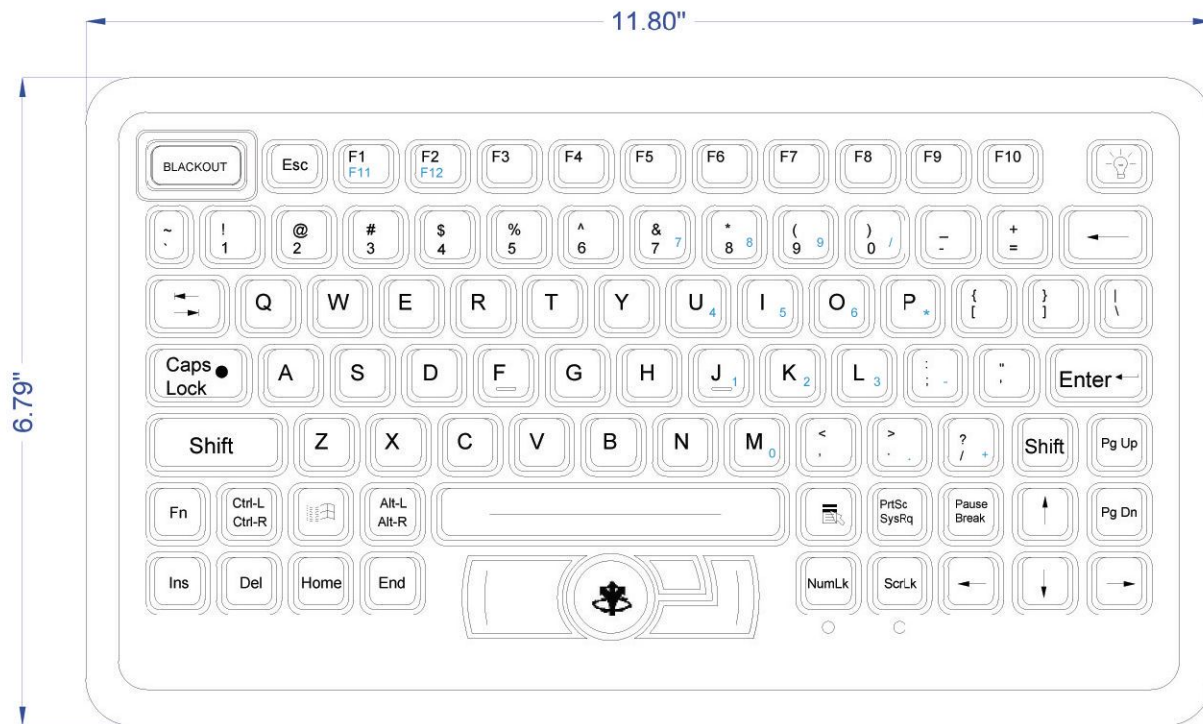 11.80"
6.79"
BLACKOUT Esc F1 F2 F3 F4 F5 F6 F7 F8 F9 F10
F11 F12
~ ! @ # $ % ^ & * ( ) _ +
` 1 2 3 4 5 6 7 7 8 8 9 9 0 / - =
Q W E R T Y U 4 I 5 O 6 P * { } |
[ ] \
Caps Lock A S D F G H J 1 K 2 L 3 : " Enter
; - '
Shift Z X C V B N M 0 < > ? Shift Pg Up
, . . / +
Fn Ctrl-L Alt-L PrtSc Pause Pg Dn
Ctrl-R Alt-R SysRq Break
Ins Del Home End NumLk ScrLk